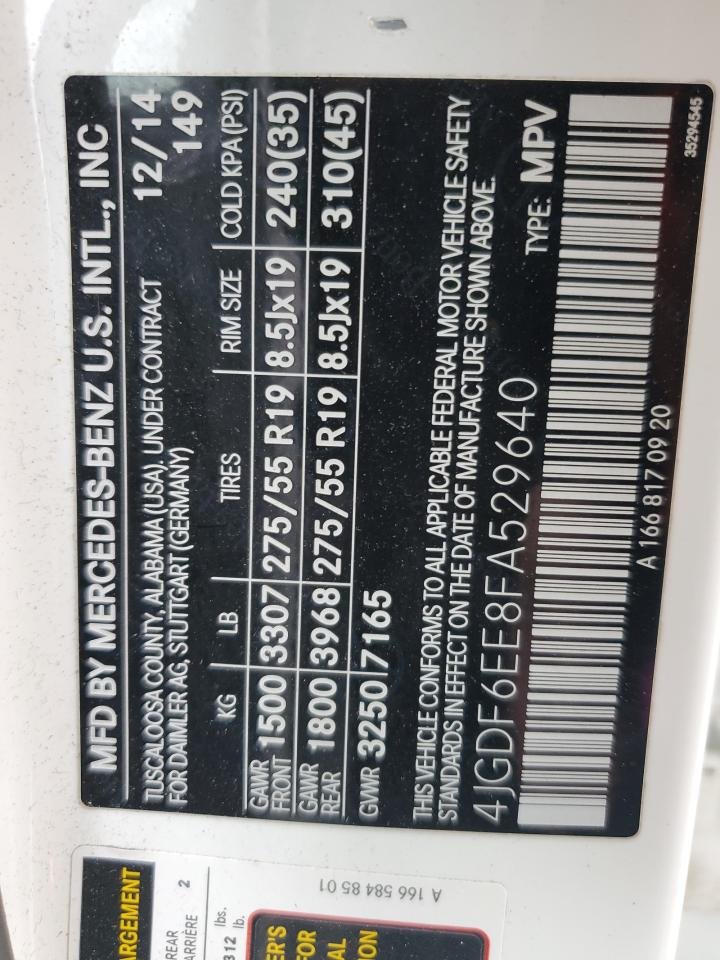 MFD BY MERCEDES-BENZ U.S. INTL., INC
TUSCALOOSA COUNTY, ALABAMA (USA), UNDER CONTRACT 12/14
FOR DAIMLER AG, STUTTGART (GERMANY) 149
KG LB TIRES RIM SIZE COLD KPA(PSI)
GAWR FRONT 1500 3307 275/55 R19 8.5Jx19 240(35)
GAWR REAR 1800 3968 275/55 R19 8.5Jx19 310(45)
GWR 3250 7165
THIS VEHICLE CONFORMS TO ALL APPLICABLE FEDERAL MOTOR VEHICLE SAFETY
STANDARDS IN EFFECT ON THE DATE OF MANUFACTURE SHOWN ABOVE.
4JGDF6EE8FA529640 TYPE: MPV
A 166 817 09 20
35294545
ARGEMENT
REAR
ARRIÈRE 2
312 lbs.
lb.
ER'S
FOR
AL
ION
A 166 584 85 01